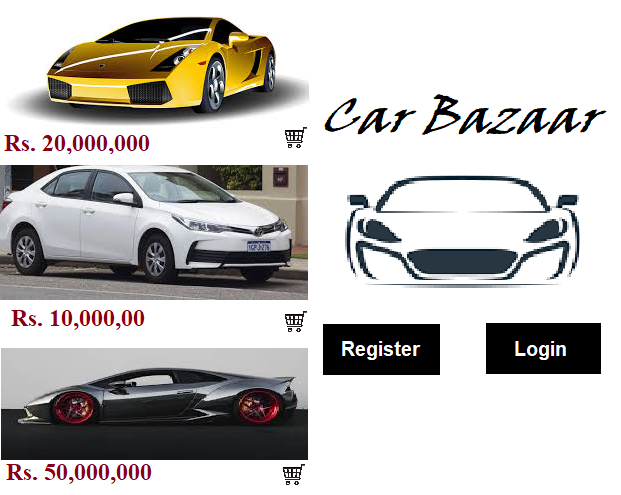 Rs. 20,000,000
Rs. 10,000,00
Rs. 50,000,000
Car Bazaar
Register
Login